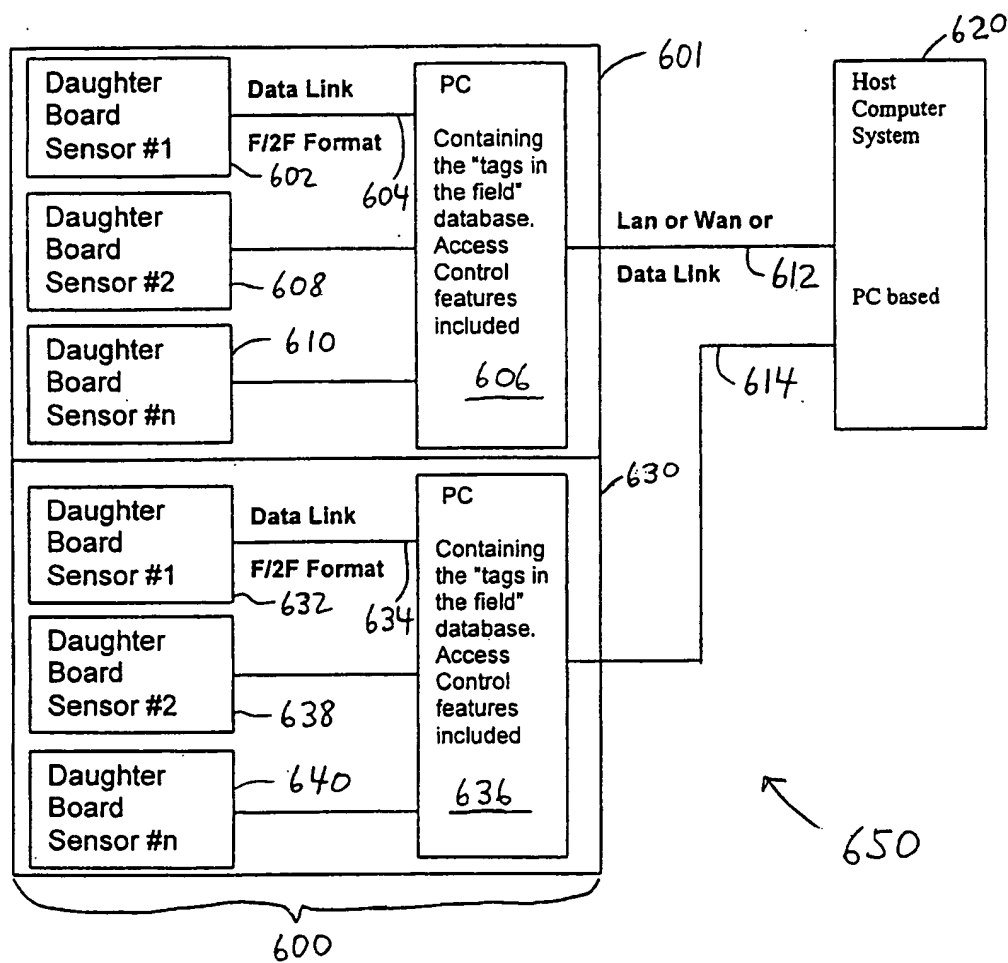 620
601
Daughter
Board
Sensor #1
602
Data Link
F/2F Format
604
PC
Containing
the "tags in
the field"
database.
Access
Control
features
included
606
Daughter
Board
Sensor #2
608
Daughter
Board
Sensor #n
610
Lan or Wan or
Data Link
612
614
Host
Computer
System
PC based
630
Daughter
Board
Sensor #1
632
Data Link
F/2F Format
634
PC
Containing
the "tags in
the field"
database.
Access
Control
features
included
636
Daughter
Board
Sensor #2
638
Daughter
Board
Sensor #n
640
650
600